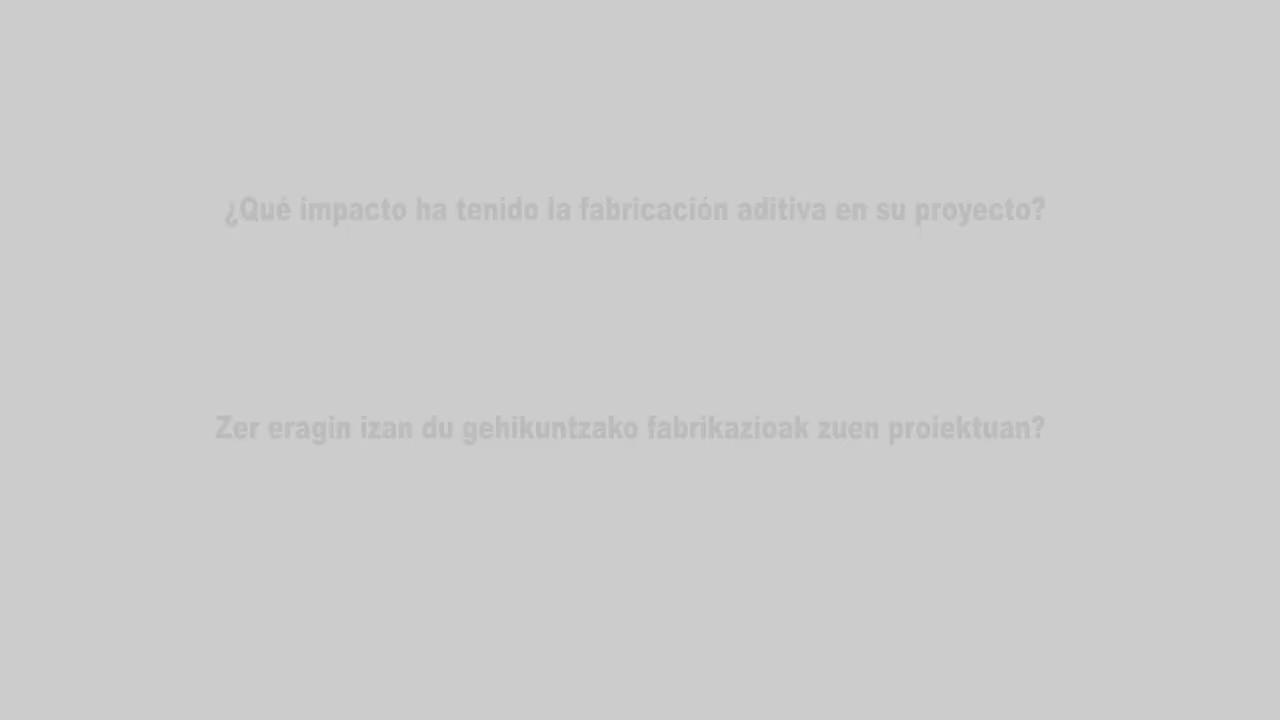 ¿Qué impacto ha tenido la fabricación aditiva en su proyecto?
Zer eragin izan du gehikuntzako fabrikazioak zuen proiektuan?